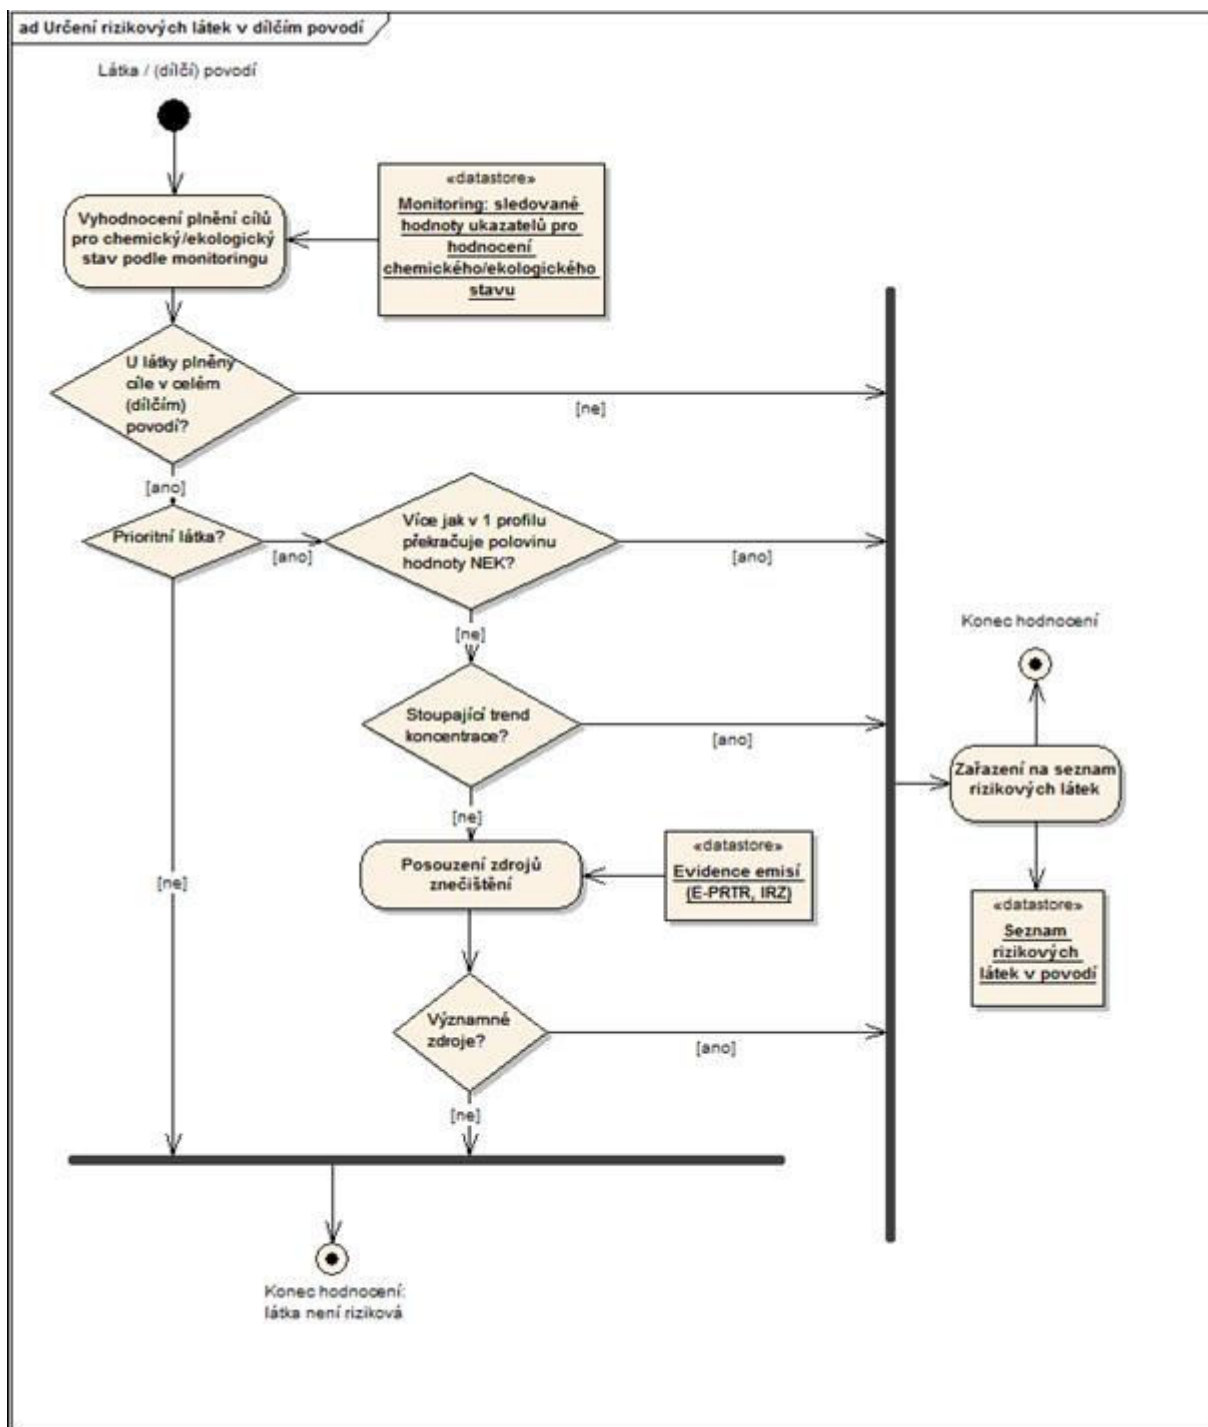 ad Určení rizikových látek v dílčím povodí
Látka / (dílčí) povodí
«datastore»
Monitoring: sledované
hodnoty ukazatelů pro
hodnocení
chemického/ekologického
stavu
Vyhodnocení plnění cílů
pro chemický/ekologický
stav podle monitoringu
U látky plněný
cíle v celém
(dílčím)
povodí?
[ne]
[ano]
Prioritní látka?
[ano]
Více jak v 1 profilu
překračuje polovinu
hodnoty NEK?
[ano]
[ne]
Konec hodnocení
Stoupající trend
koncentrace?
[ano]
Zařazení na seznam
rizikových látek
[ne]
«datastore»
Evidence emisí
(E-PRTR, IRZ)
Posouzení zdrojů
znečištění
[ne]
«datastore»
Seznam
rizikových
látek v povodí
Významné
zdroje?
[ano]
[ne]
Konec hodnocení:
látka není riziková